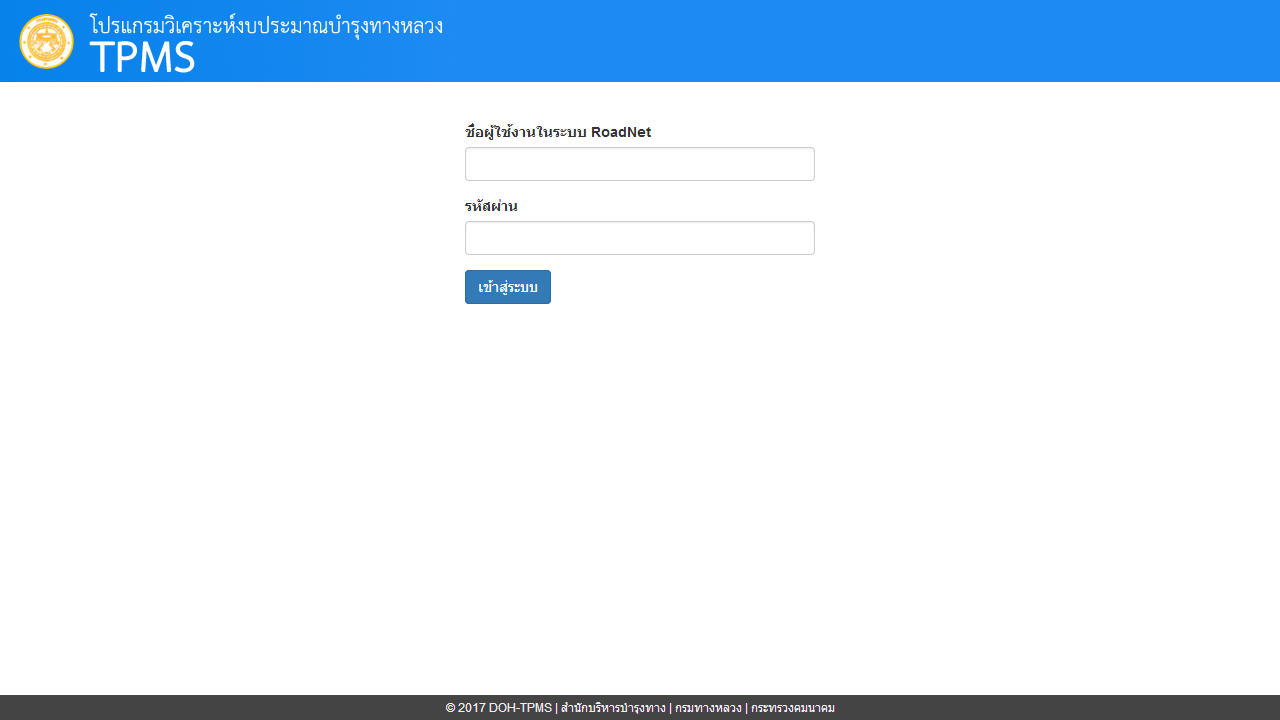 โปรแกรมวิเคราะห์งบประมาณบำรุงทางหลวง
TPMS
ชื่อผู้ใช้งานในระบบ RoadNet
รหัสผ่าน
เข้าสู่ระบบ
© 2017 DOH-TPMS | สำนักบริหารบำรุงทาง | กรมทางหลวง | กระทรวงคมนาคม